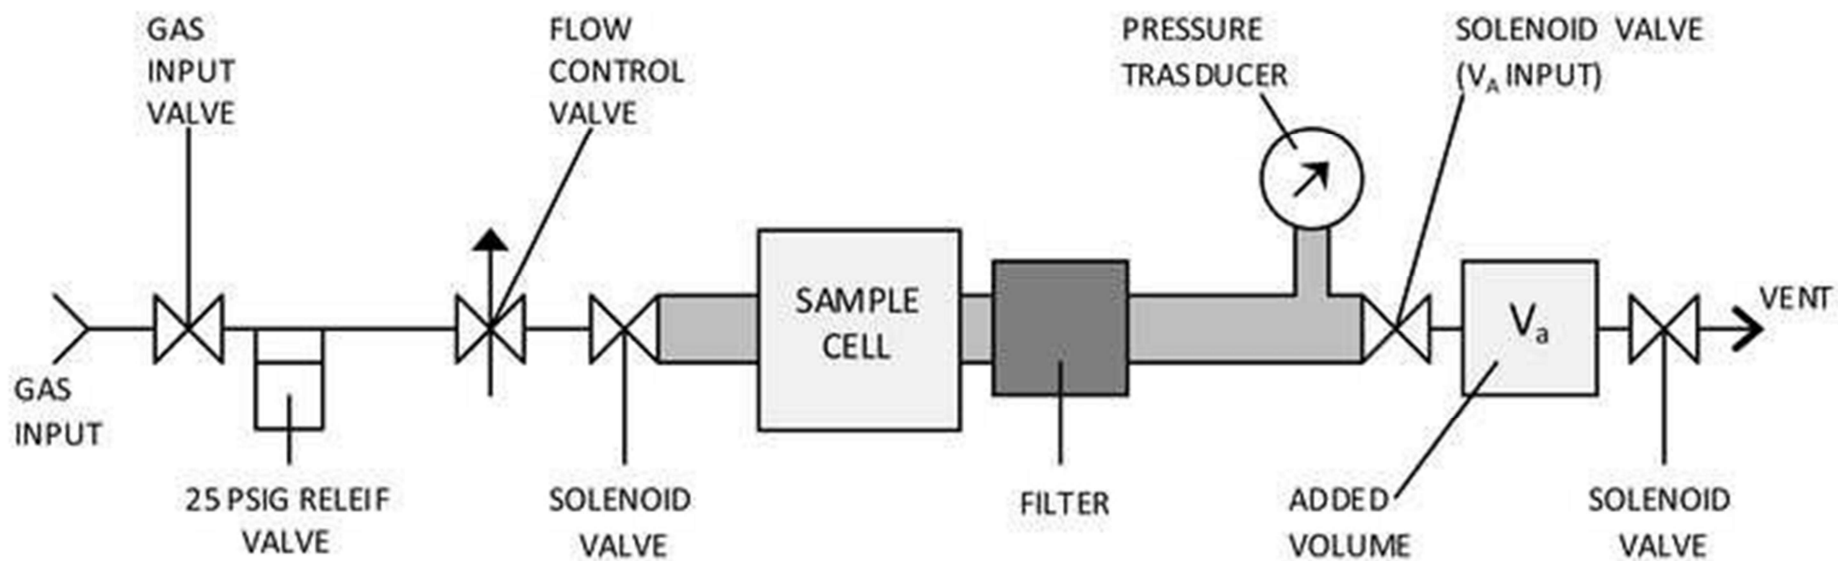 GAS
INPUT
VALVE
FLOW
CONTROL
VALVE
PRESSURE
TRASDUCER
SOLENOID VALVE
(VA INPUT)
SAMPLE
CELL
Va
VENT
GAS
INPUT
25 PSIG RELEIF
VALVE
SOLENOID
VALVE
FILTER
ADDED
VOLUME
SOLENOID
VALVE